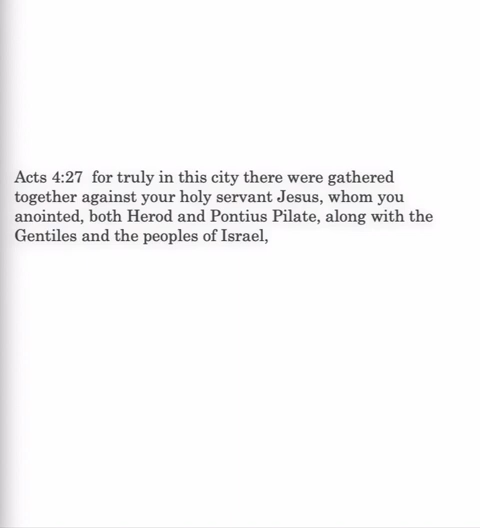 Acts 4:27 for truly in this city there were gathered
together against your holy servant Jesus, whom you
anointed, both Herod and Pontius Pilate, along with the
Gentiles and the peoples of Israel,